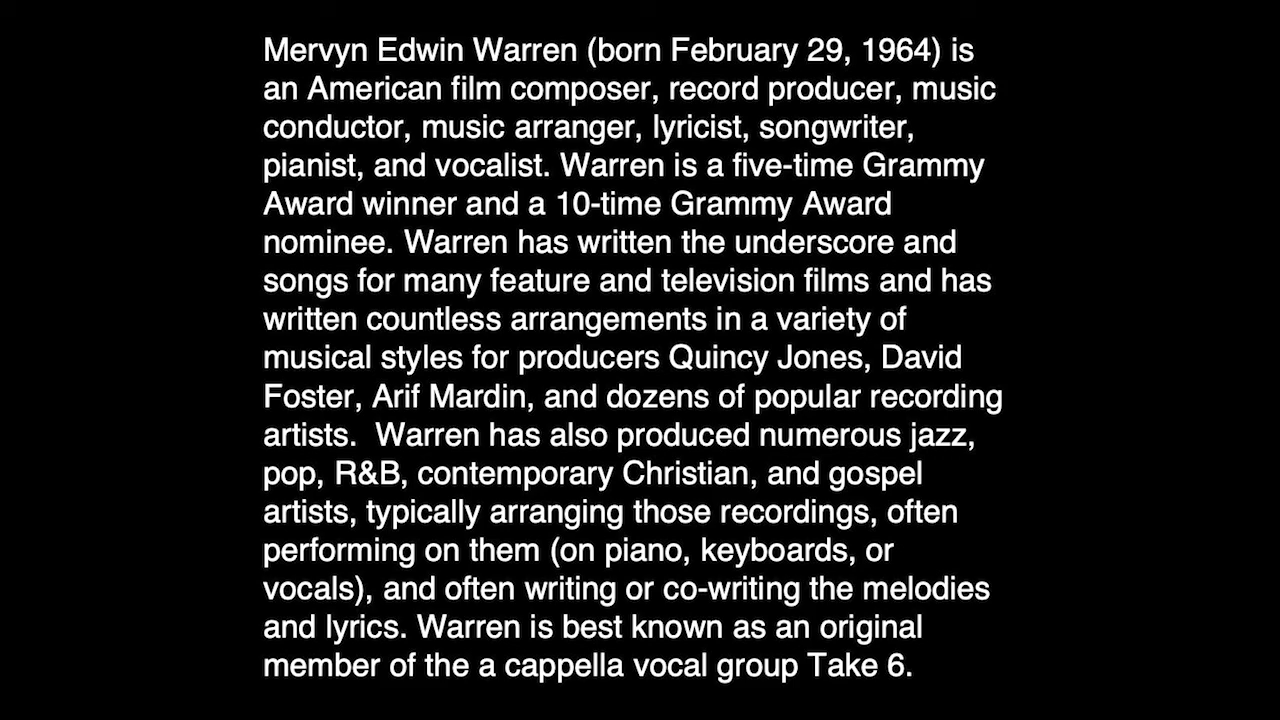 Mervyn Edwin Warren (born February 29, 1964) is
an American film composer, record producer, music
conductor, music arranger, lyricist, songwriter,
pianist, and vocalist. Warren is a five-time Grammy
Award winner and a 10-time Grammy Award
nominee. Warren has written the underscore and
songs for many feature and television films and has
written countless arrangements in a variety of
musical styles for producers Quincy Jones, David
Foster, Arif Mardin, and dozens of popular recording
artists.  Warren has also produced numerous jazz,
pop, R&B, contemporary Christian, and gospel
artists, typically arranging those recordings, often
performing on them (on piano, keyboards, or
vocals), and often writing or co-writing the melodies
and lyrics. Warren is best known as an original
member of the a cappella vocal group Take 6.